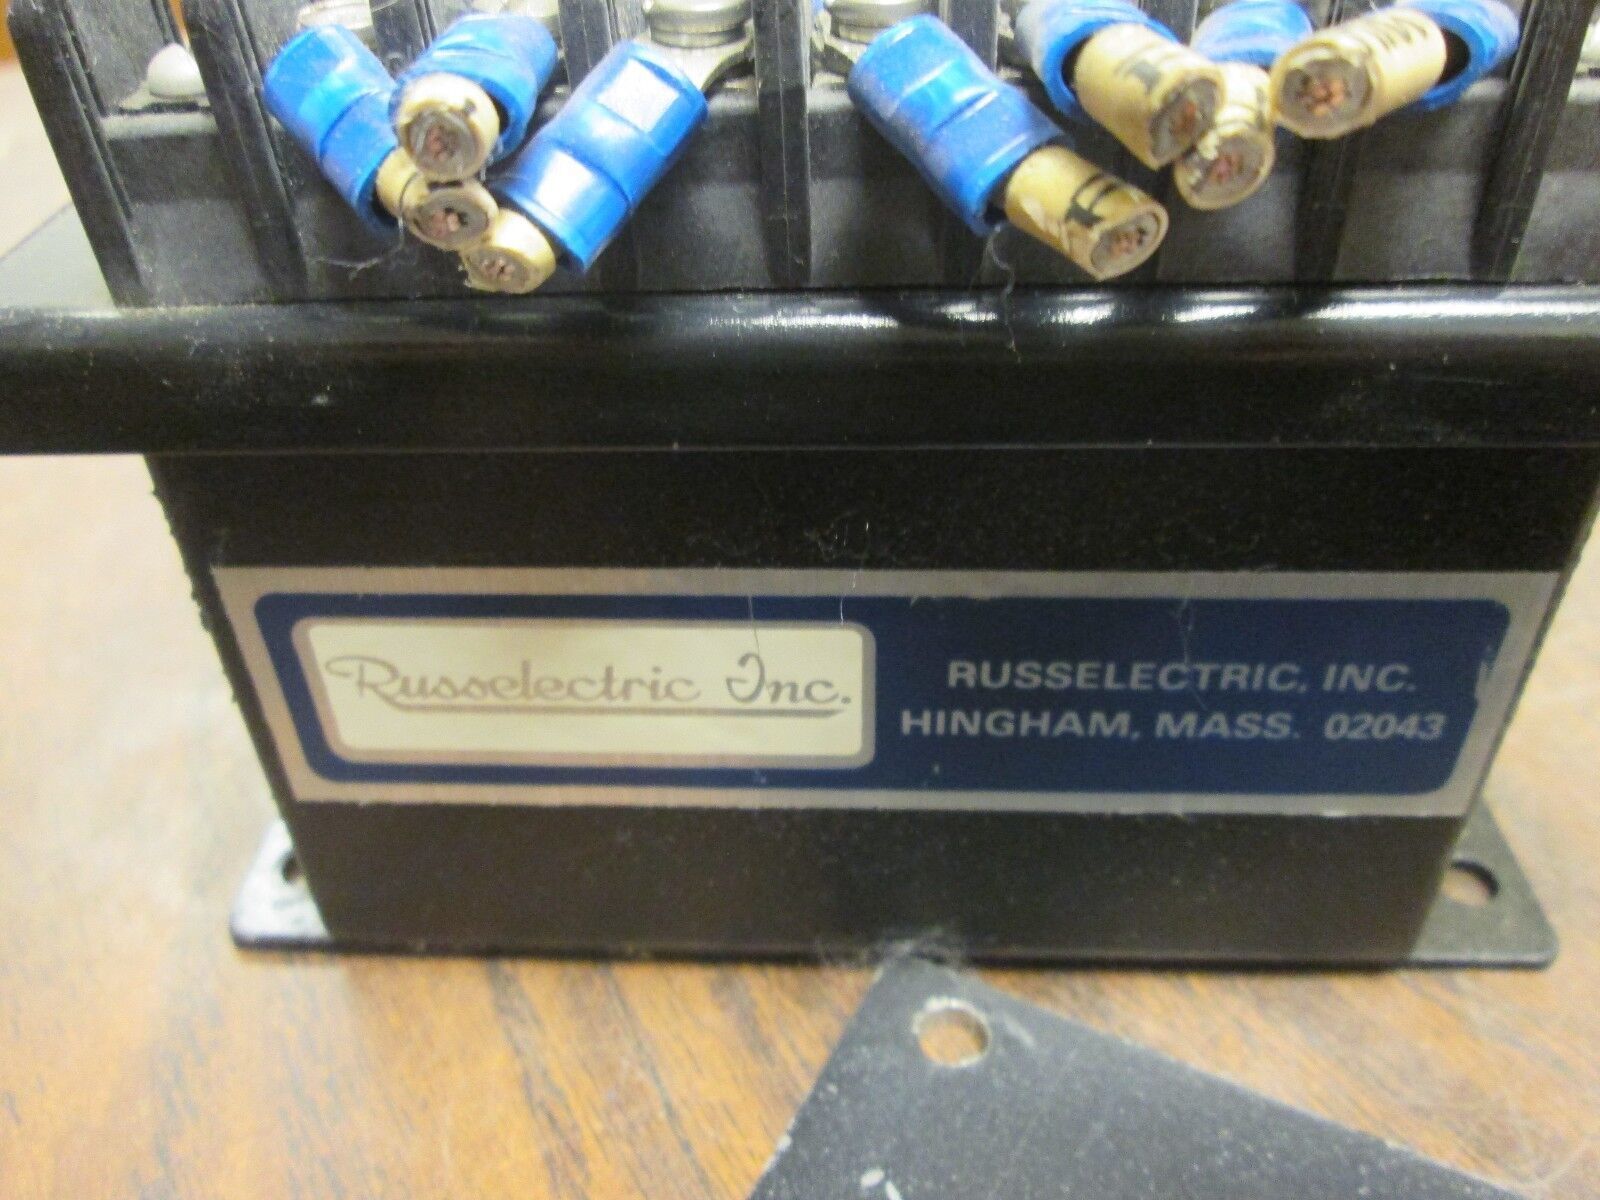 Russelectric Inc.
RUSSELECTRIC, INC.
HINGHAM, MASS. 02043